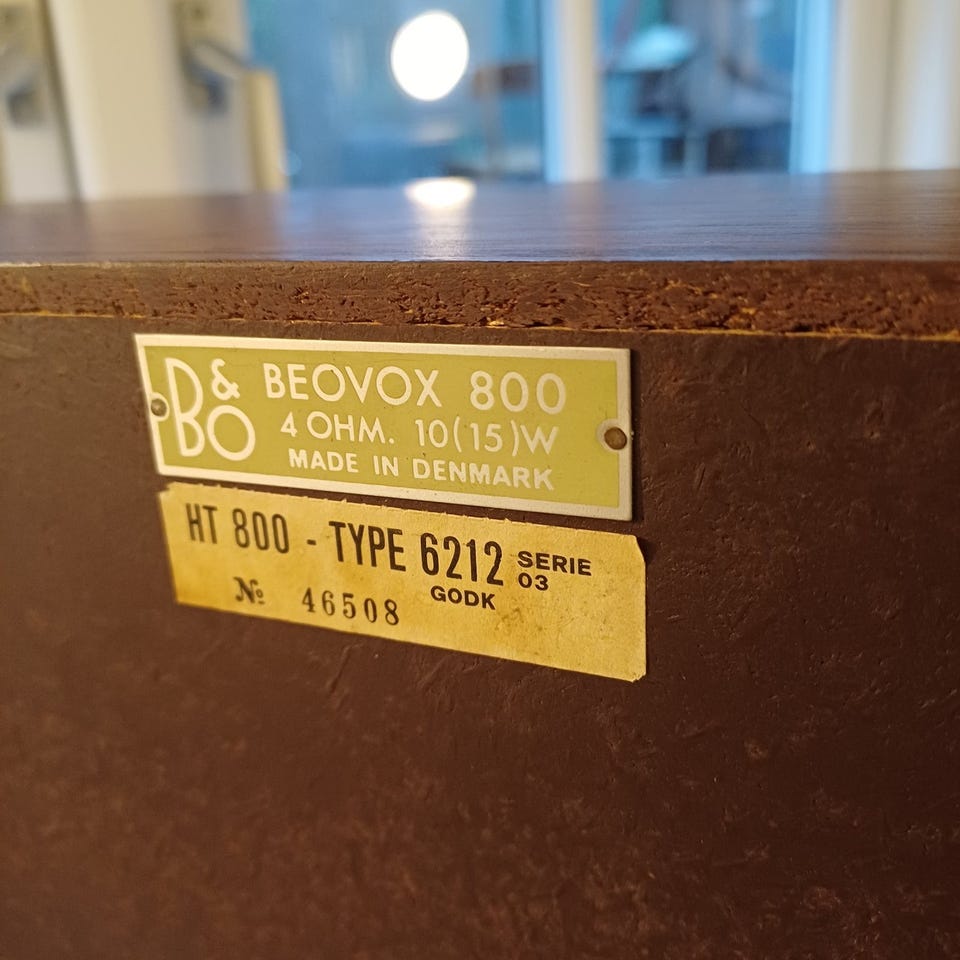 B&O
BEOVOX 800
4 OHM. 10(15)W
MADE IN DENMARK
HT 800 - TYPE 6212 SERIE 03
GODK
№ 46508